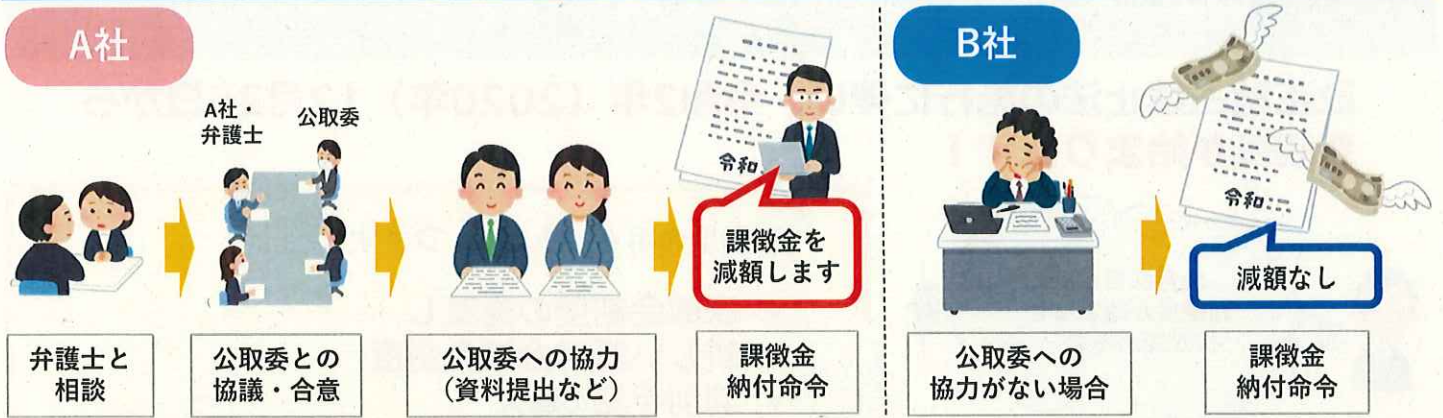 A社
A社・
弁護士
公取委
令和
課徴金を
減額します
弁護士と
相談
公取委との
協議・合意
公取委への協力
（資料提出など）
課徴金
納付命令
B社
令和
減額なし
公取委への
協力がない場合
課徴金
納付命令